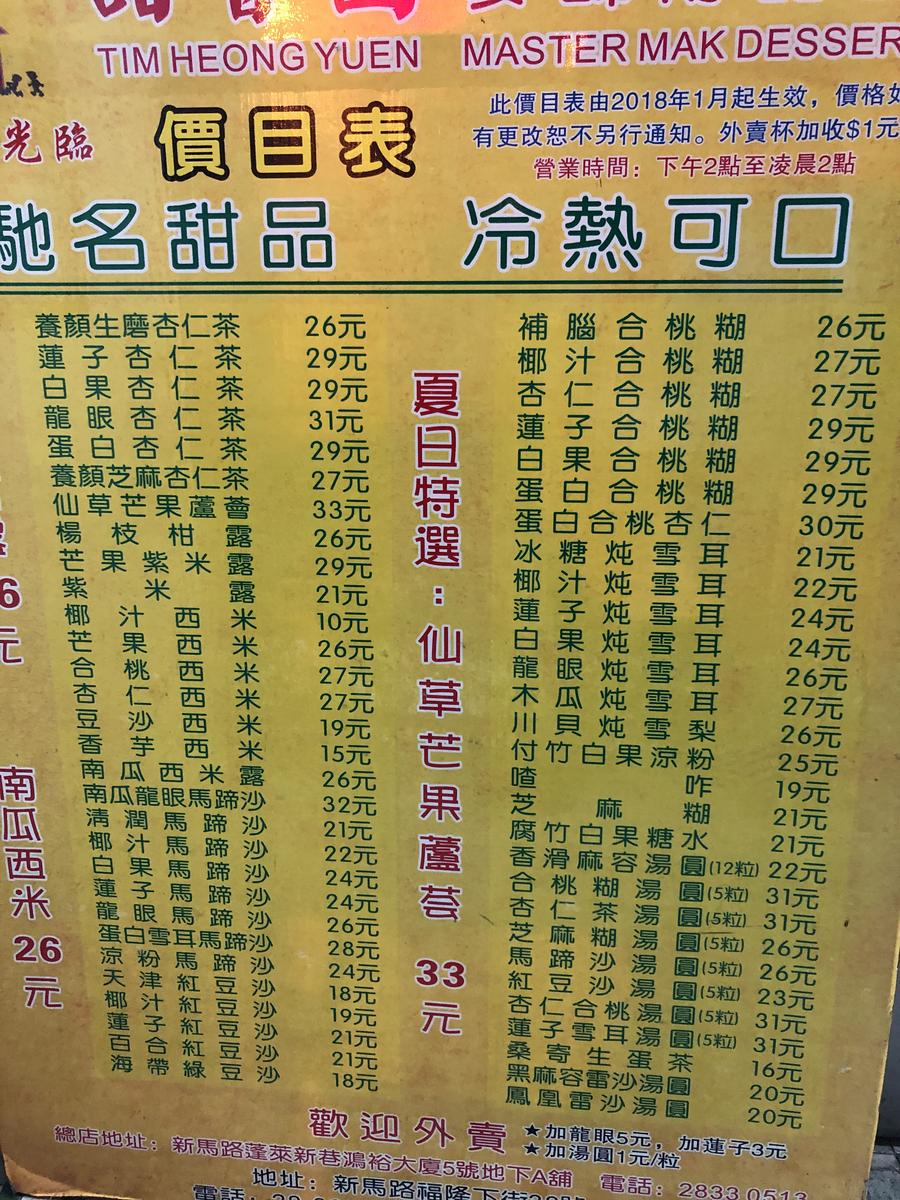 TIM HEONG YUEN MASTER MAK DESSER
光臨
價目表
此價目表由2018年1月起生效，價格如
有更改恕不另行通知。外賣杯加收$1元
營業時間：下午2點至凌晨2點
馳名甜品 冷熱可口
養顏生磨杏仁茶 26元
蓮子杏仁茶 29元
白果杏仁茶 29元
龍眼杏仁茶 31元
蛋白杏仁茶 29元
養顏芝麻杏仁茶 27元
仙草芒果蘆薈 33元
楊枝柑露 26元
芒果紫米露 29元
紫米露 21元
椰汁西米 10元
芒果西米 26元
合桃西米 27元
杏仁西米 27元
豆沙西米 19元
香芋西米 15元
南瓜西米露 26元
南瓜龍眼馬蹄沙 32元
清潤馬蹄沙 21元
椰汁馬蹄沙 22元
白果馬蹄沙 24元
蓮子馬蹄沙 24元
龍眼馬蹄沙 26元
蛋白雪耳馬蹄沙 28元
涼粉馬蹄沙 24元
天津紅豆沙 18元
椰汁紅豆沙 19元
蓮子紅豆沙 21元
百合紅豆沙 21元
海帶綠豆沙 18元
夏日特選：仙草芒果蘆荟 33元
補腦合桃糊 26元
椰汁合桃糊 27元
杏仁合桃糊 27元
蓮子合桃糊 29元
白果合桃糊 29元
蛋白合桃糊 29元
蛋白合桃杏仁 30元
冰糖炖雪耳 21元
椰汁炖雪耳 22元
蓮子炖雪耳 24元
白果炖雪耳 24元
龍眼炖雪耳 26元
木瓜炖雪耳 27元
川貝炖雪梨 26元
付竹白果涼粉 25元
喳咋 19元
芝麻糊 21元
腐竹白果糖水 21元
香滑麻容湯圓(12粒) 22元
合桃糊湯圓(5粒) 31元
杏仁茶湯圓(5粒) 31元
芝麻糊湯圓(5粒) 26元
馬蹄沙湯圓(5粒) 26元
紅豆沙湯圓(5粒) 23元
杏仁合桃湯圓(5粒) 31元
蓮子雪耳湯圓(5粒) 31元
桑寄生蛋茶 16元
黑麻容雷沙湯圓 20元
鳳凰雷沙湯圓 20元
6元
南瓜西米 26元
歡迎外賣
★加龍眼5元，加蓮子3元
★加湯圓1元/粒
總店地址：新馬路蓬萊新巷鴻裕大廈5號地下A舖 電話：2833 0513
地址：新馬路福隆下街
電話：28